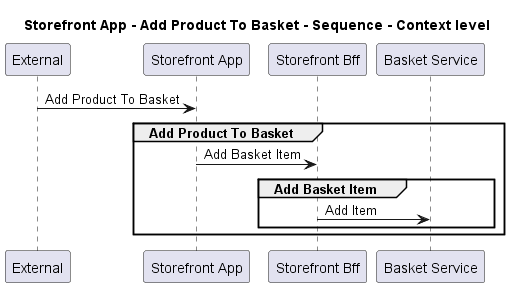 Storefront App - Add Product To Basket - Sequence - Context level
External
Storefront App
Storefront Bff
Basket Service
Add Product To Basket
Add Product To Basket
Add Basket Item
Add Basket Item
Add Item
External
Storefront App
Storefront Bff
Basket Service